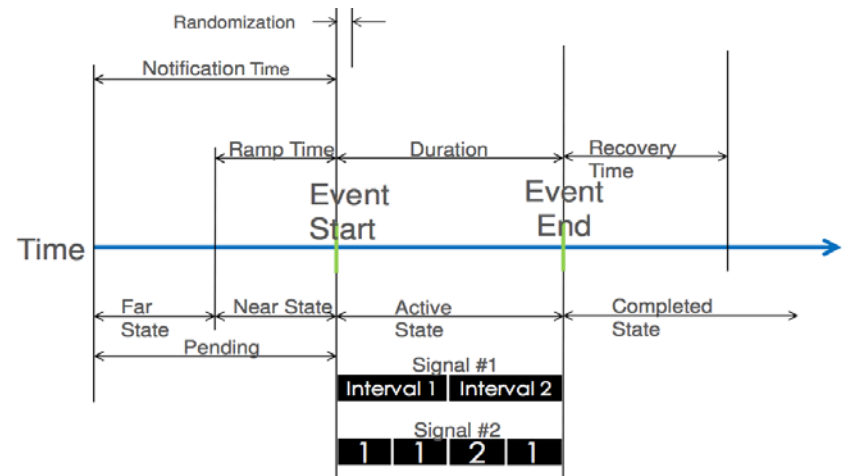 Randomization
Notification Time
Ramp Time
Duration
Recovery
Time
Event
Start
Event
End
Time
Far
State
Near State
Active
State
Completed
State
Pending
Signal #1
Interval 1
Interval 2
Signal #2
1
1
2
1